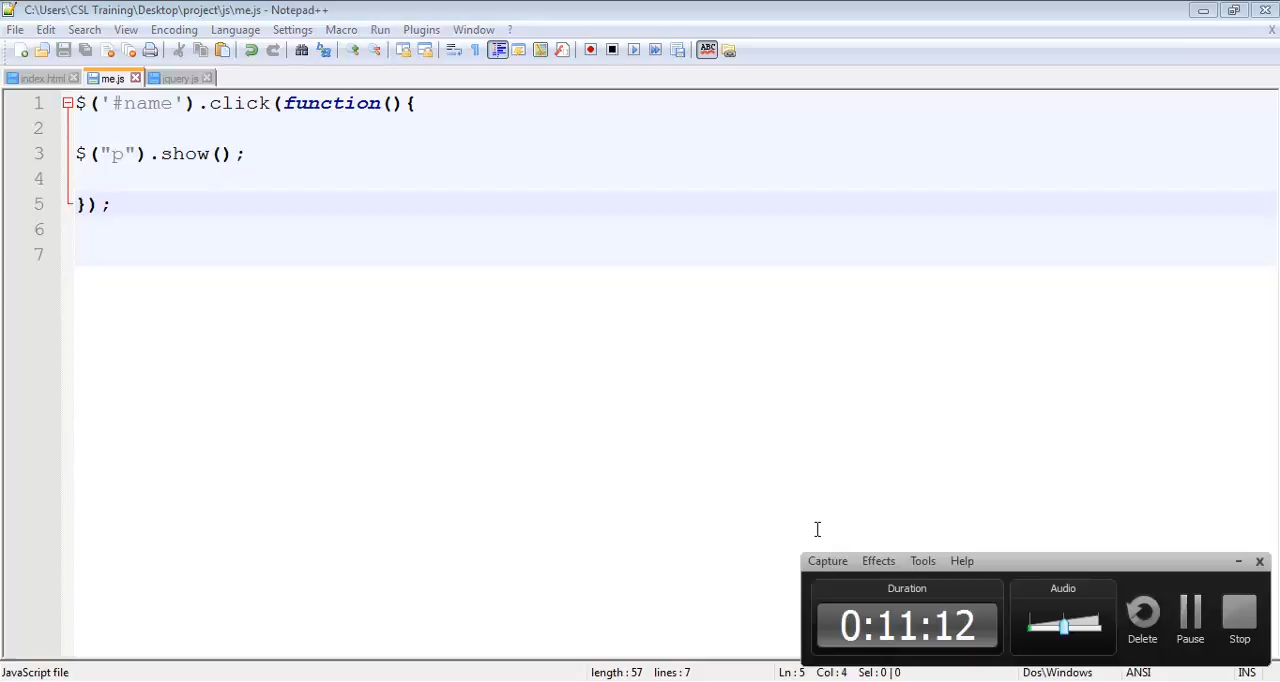 C:\Users\CSL Training\Desktop\project\js\me.js - Notepad++
File Edit Search View Encoding Language Settings Macro Run Plugins Window ? X
ABC
index.html me.js jquery.js
1 $('#name').click(function(){
2
3 $("p").show();
4
5 });
6
7
Capture Effects Tools Help
Duration Audio
0:11:12
Delete Pause Stop
JavaScript file length : 57 lines : 7 Ln : 5 Col : 4 Sel : 0 | 0 Dos\Windows ANSI INS